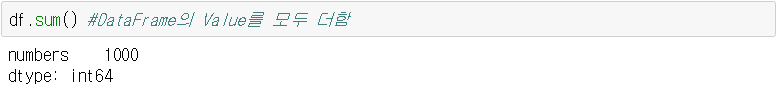 df.sum() #DataFrame의 Value를 모두 더함
numbers    1000
dtype: int64